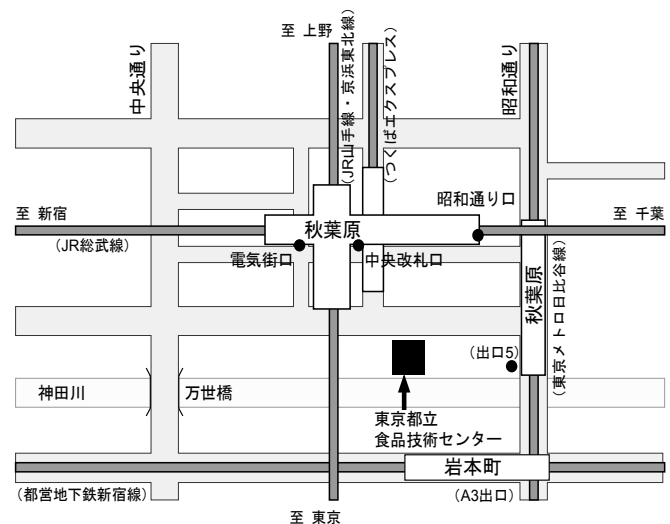 至 上野
中央通り
(JR山手線・京浜東北線)
(つくばエクスプレス)
昭和通り
昭和通り口
至 新宿
秋葉原
至 千葉
(JR総武線)
電気街口
中央改札口
秋葉原
(東京メトロ日比谷線)
(出口5)
神田川
万世橋
東京都立
食品技術センター
岩本町
(都営地下鉄新宿線)
(A3出口)
至 東京